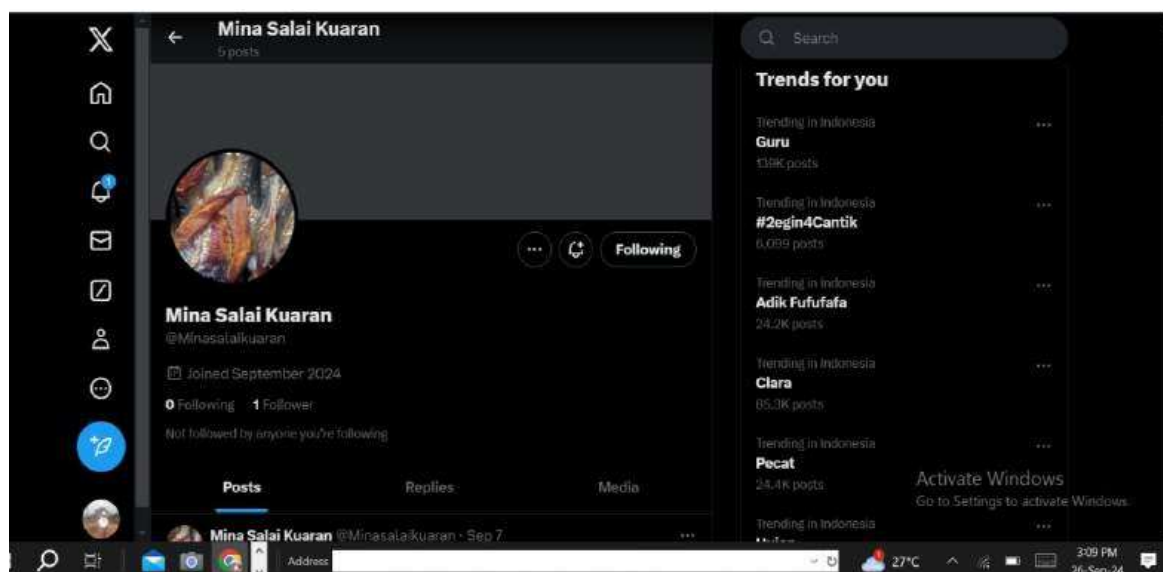 Mina Salai Kuaran
5 posts
Following
Mina Salai Kuaran
@Minasalaikuaran
Joined September 2024
0 Following 1 Follower
Not followed by anyone you're following
Posts Replies Media
Mina Salai Kuaran @Minasalaikuaran · Sep 7
Search
Trends for you
Trending in Indonesia
Guru
139K posts
Trending in Indonesia
#2egin4Cantik
6,099 posts
Trending in Indonesia
Adik Fufufafa
24.2K posts
Trending in Indonesia
Clara
85.3K posts
Trending in Indonesia
Pecat
24.4K posts
Trending in Indonesia
Activate Windows
Go to Settings to activate Windows.
Address
27°C
3:09 PM
26-Sep-24